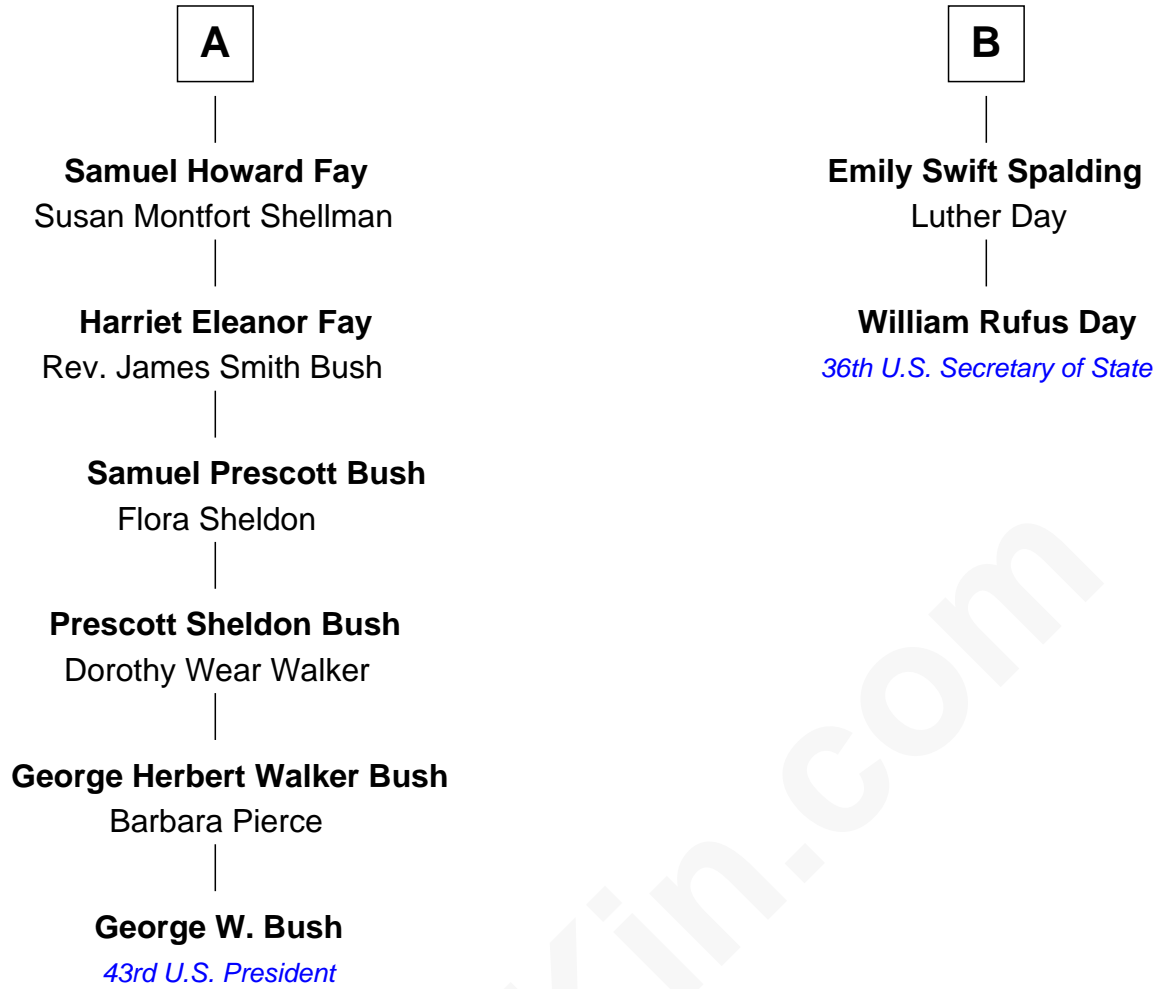 A
Samuel Howard Fay
Susan Montfort Shellman
Harriet Eleanor Fay
Rev. James Smith Bush
Samuel Prescott Bush
Flora Sheldon
Prescott Sheldon Bush
Dorothy Wear Walker
George Herbert Walker Bush
Barbara Pierce
George W. Bush
43rd U.S. President
B
Emily Swift Spalding
Luther Day
William Rufus Day
36th U.S. Secretary of State
Kin.com